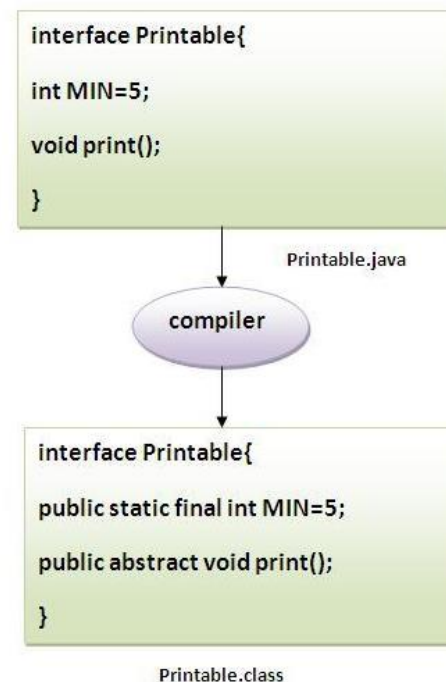 interface Printable{
int MIN=5;
void print();
}
Printable.java
compiler
interface Printable{
public static final int MIN=5;
public abstract void print();
}
Printable.class